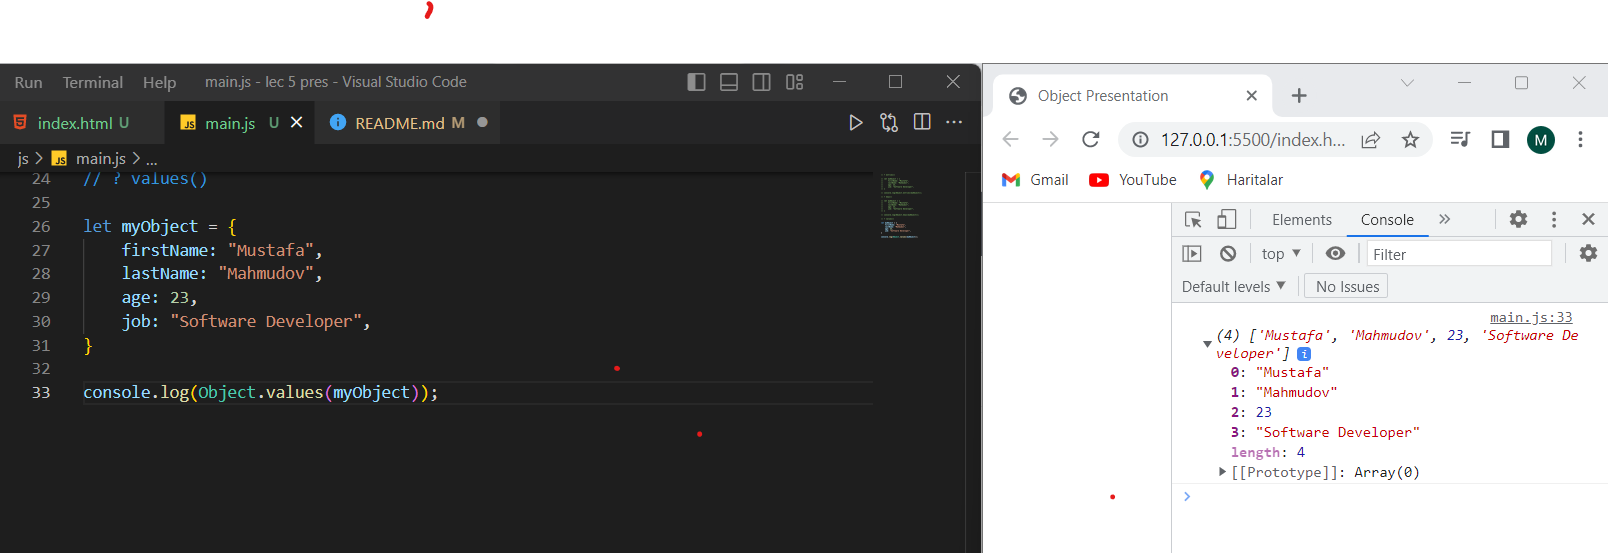 Run Terminal Help main.js - lec 5 pres - Visual Studio Code
index.html U main.js U README.md M
js > main.js > ...
24 // ? values()
25
26 let myObject = {
27 firstName: "Mustafa",
28 lastName: "Mahmudov",
29 age: 23,
30 job: "Software Developer",
31 }
32
33 console.log(Object.values(myObject));
Object Presentation
127.0.0.1:5500/index.h... M
Gmail YouTube Haritalar
Elements Console »
top ▼ Filter
Default levels ▼ No Issues
main.js:33
(4) ['Mustafa', 'Mahmudov', 23, 'Software De
veloper'] i
0: "Mustafa"
1: "Mahmudov"
2: 23
3: "Software Developer"
length: 4
[[Prototype]]: Array(0)
>